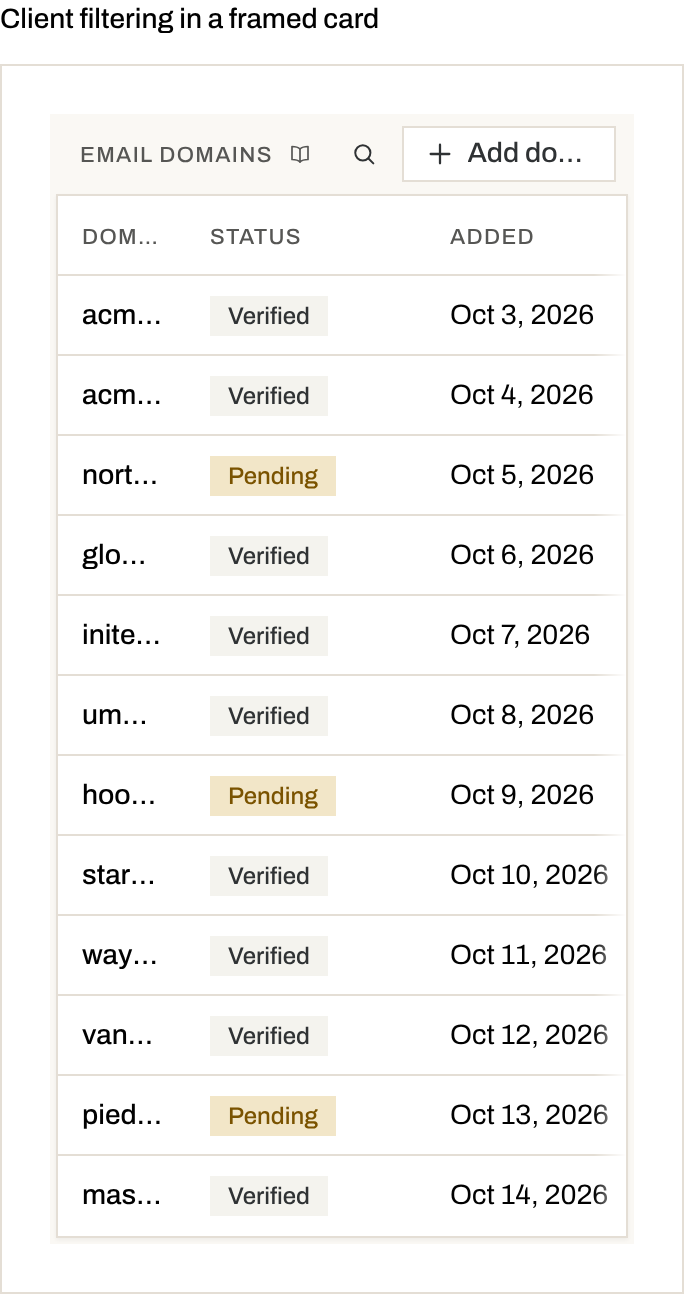 Client filtering in a framed card
EMAIL DOMAINS
Add do...
DOM... STATUS ADDED
acm... Verified Oct 3, 2026
acm... Verified Oct 4, 2026
nort... Pending Oct 5, 2026
glo... Verified Oct 6, 2026
inite... Verified Oct 7, 2026
um... Verified Oct 8, 2026
hoo... Pending Oct 9, 2026
star... Verified Oct 10, 2026
way... Verified Oct 11, 2026
van... Verified Oct 12, 2026
pied... Pending Oct 13, 2026
mas... Verified Oct 14, 2026